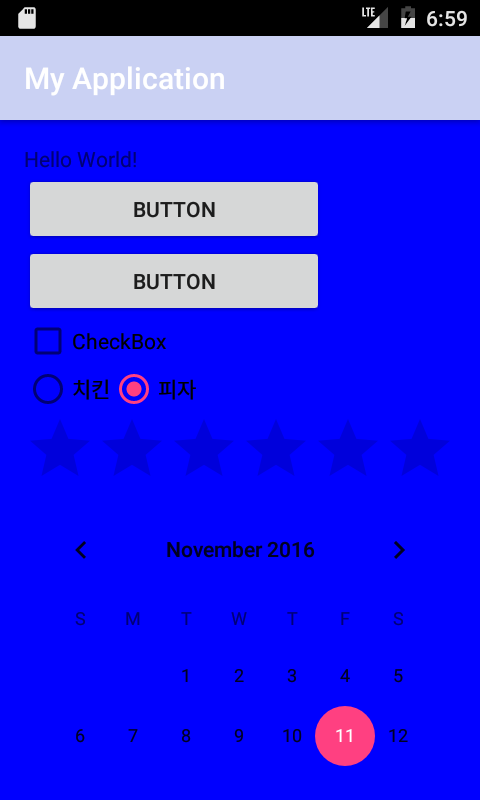 LTE 6:59
My Application
Hello World!
BUTTON
BUTTON
CheckBox
치킨 피자
November 2016
S M T W T F S
1 2 3 4 5
6 7 8 9 10 11 12